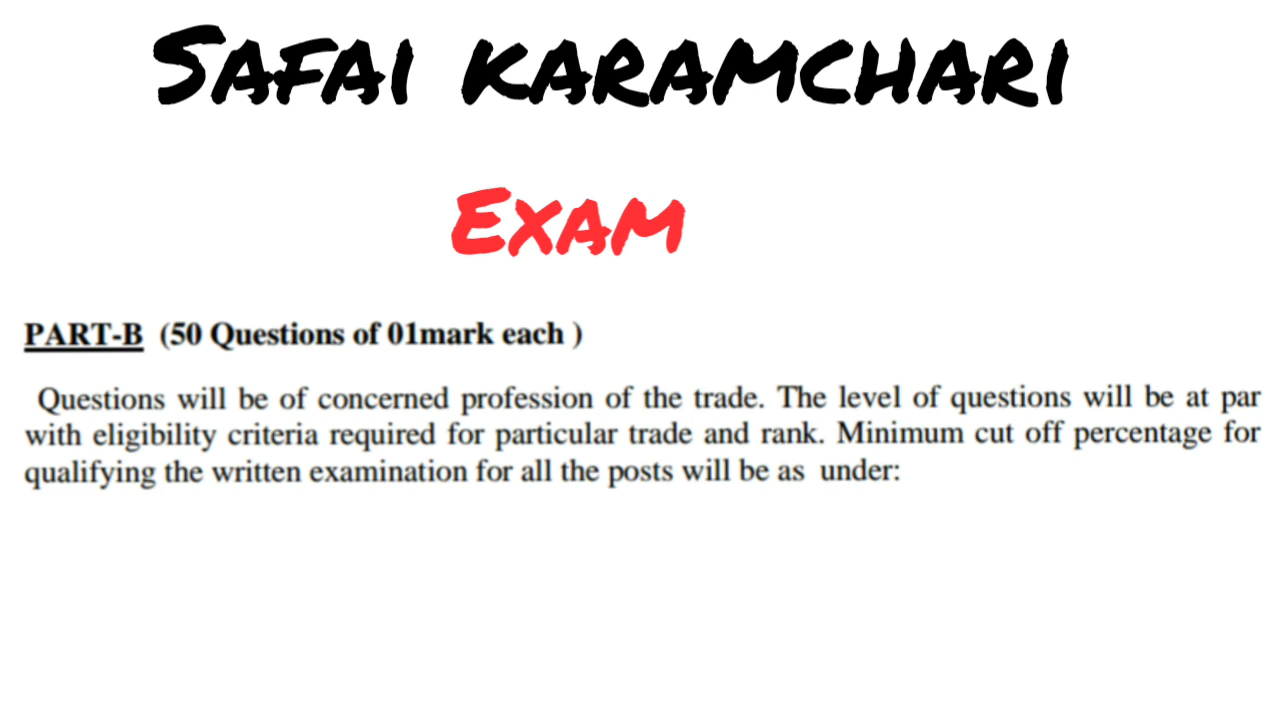 SAFAI KARAMCHARI
EXAM
PART-B (50 Questions of 01mark each )
Questions will be of concerned profession of the trade. The level of questions will be at par
with eligibility criteria required for particular trade and rank. Minimum cut off percentage for
qualifying the written examination for all the posts will be as under: